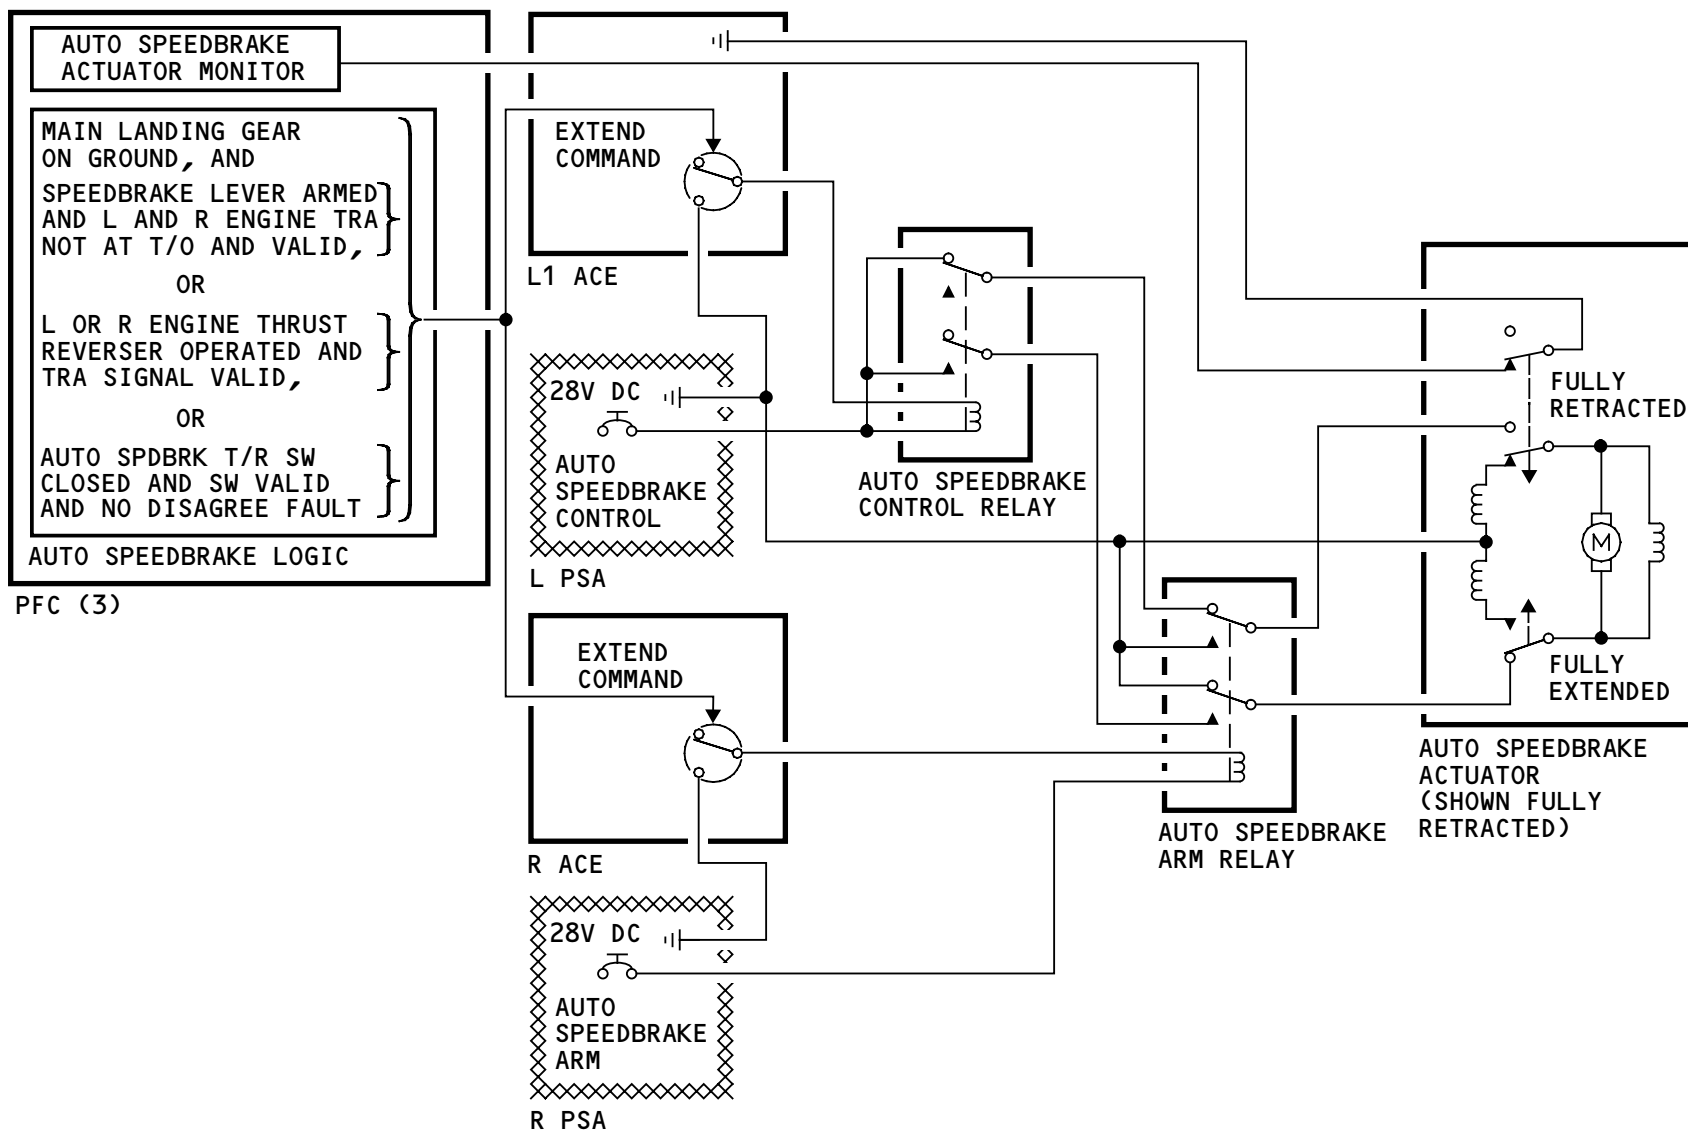 AUTO SPEEDBRAKE
ACTUATOR MONITOR
MAIN LANDING GEAR
ON GROUND, AND
SPEEDBRAKE LEVER ARMED
AND L AND R ENGINE TRA
NOT AT T/O AND VALID,
OR
L OR R ENGINE THRUST
REVERSER OPERATED AND
TRA SIGNAL VALID,
OR
AUTO SPDBRK T/R SW
CLOSED AND SW VALID
AND NO DISAGREE FAULT
AUTO SPEEDBRAKE LOGIC
PFC (3)
EXTEND
COMMAND
L1 ACE
28V DC
AUTO
SPEEDBRAKE
CONTROL
L PSA
EXTEND
COMMAND
R ACE
28V DC
AUTO
SPEEDBRAKE
ARM
R PSA
AUTO SPEEDBRAKE
CONTROL RELAY
AUTO SPEEDBRAKE
ARM RELAY
FULLY
RETRACTED
M
FULLY
EXTENDED
AUTO SPEEDBRAKE
ACTUATOR
(SHOWN FULLY
RETRACTED)